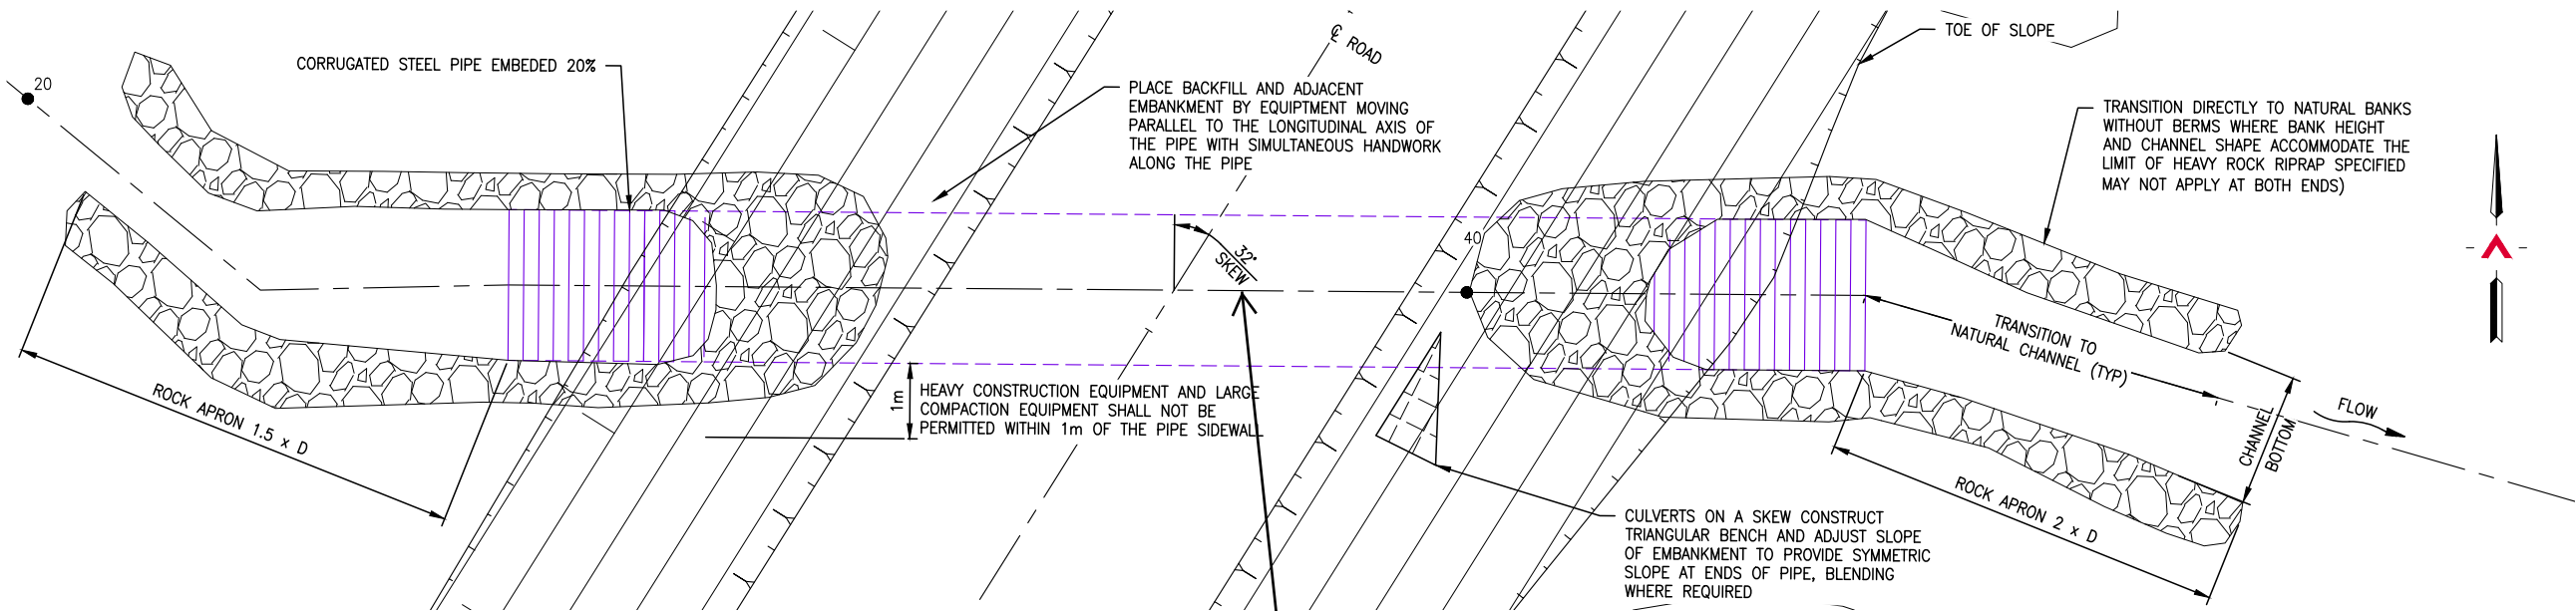 20
CORRUGATED STEEL PIPE EMBEDED 20%
℄ ROAD
PLACE BACKFILL AND ADJACENT
EMBANKMENT BY EQUIPTMENT MOVING
PARALLEL TO THE LONGITUDINAL AXIS OF
THE PIPE WITH SIMULTANEOUS HANDWORK
ALONG THE PIPE
TOE OF SLOPE
TRANSITION DIRECTLY TO NATURAL BANKS
WITHOUT BERMS WHERE BANK HEIGHT
AND CHANNEL SHAPE ACCOMMODATE THE
LIMIT OF HEAVY ROCK RIPRAP SPECIFIED
MAY NOT APPLY AT BOTH ENDS)
32°
SKEW
40
TRANSITION TO
NATURAL CHANNEL (TYP)
ROCK APRON 1.5 x D
1m
HEAVY CONSTRUCTION EQUIPMENT AND LARGE
COMPACTION EQUIPMENT SHALL NOT BE
PERMITTED WITHIN 1m OF THE PIPE SIDEWALL
FLOW
CHANNEL
BOTTOM
ROCK APRON 2 x D
CULVERTS ON A SKEW CONSTRUCT
TRIANGULAR BENCH AND ADJUST SLOPE
OF EMBANKMENT TO PROVIDE SYMMETRIC
SLOPE AT ENDS OF PIPE, BLENDING
WHERE REQUIRED